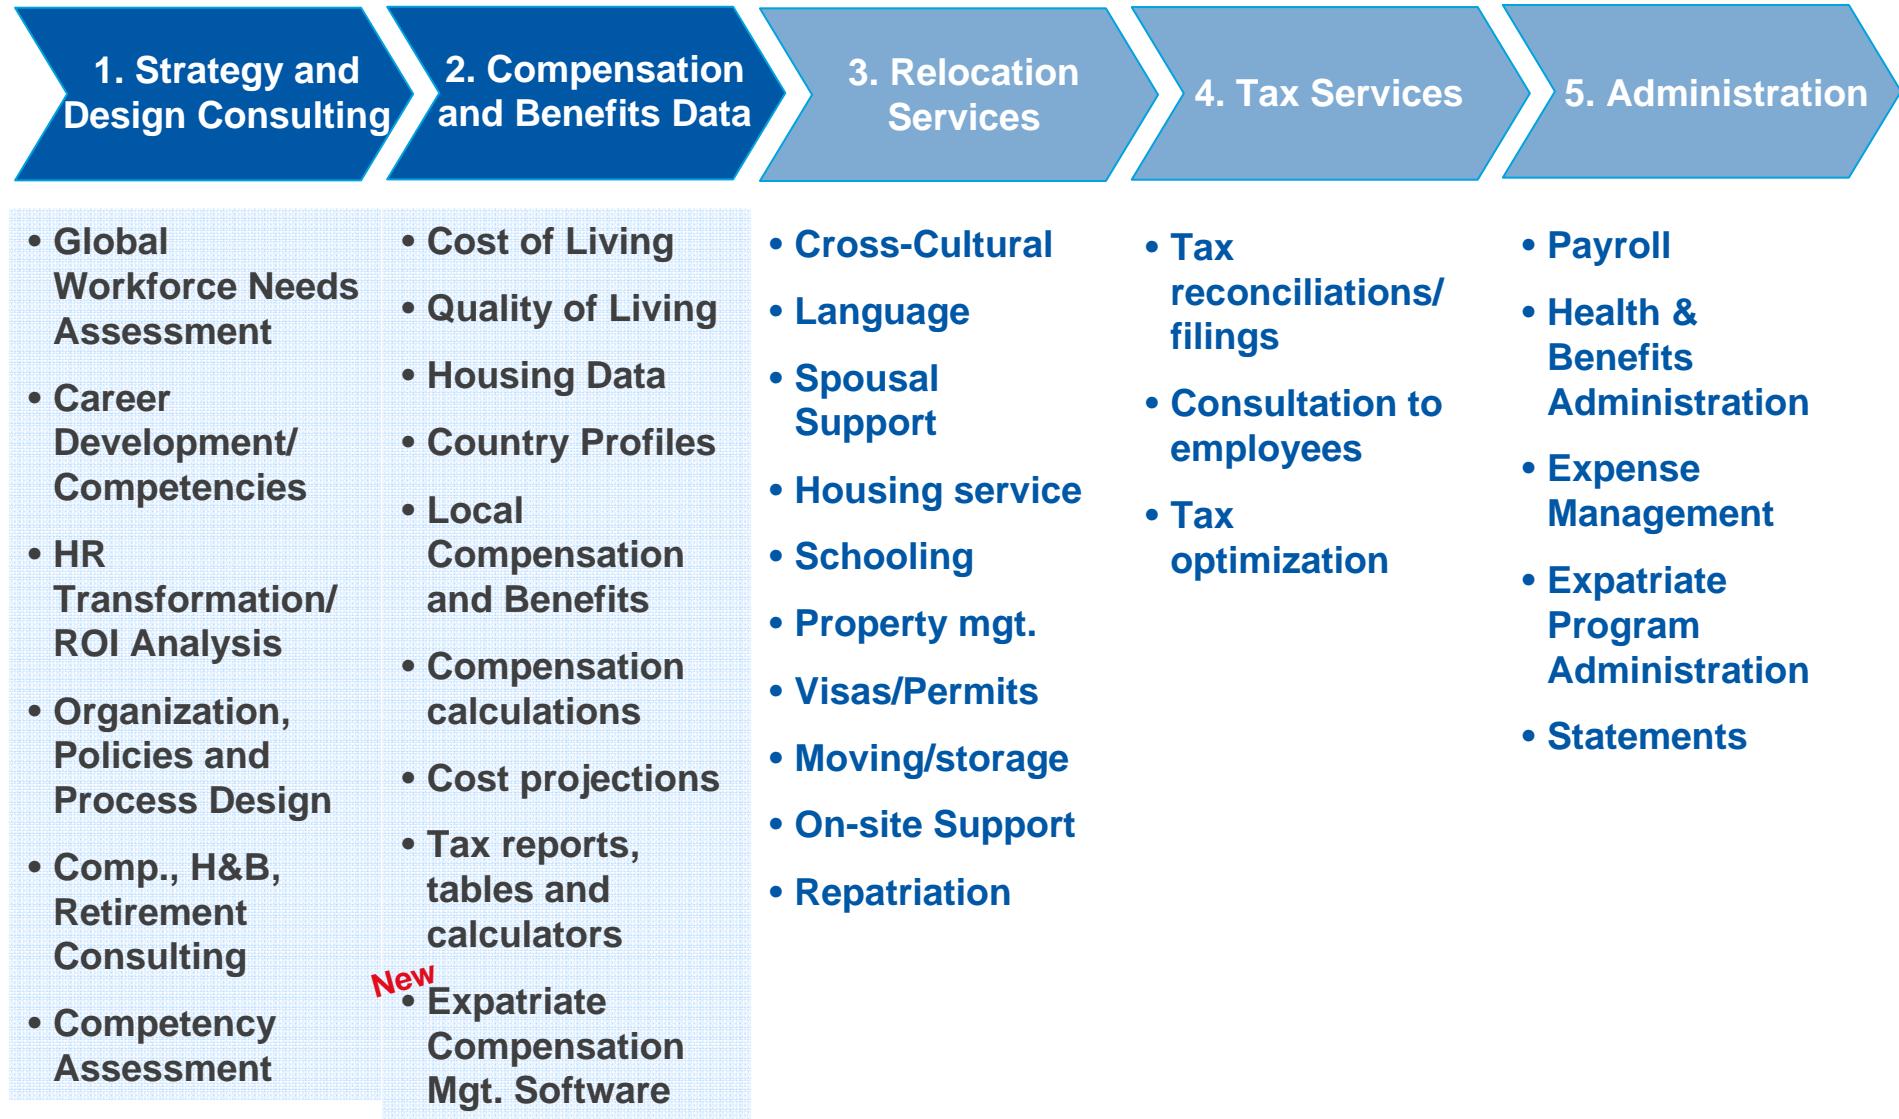 1. Strategy and
Design Consulting
2. Compensation
and Benefits Data
3. Relocation
Services
4. Tax Services
5. Administration
• Global
Workforce Needs
Assessment
• Career
Development/
Competencies
• HR
Transformation/
ROI Analysis
• Organization,
Policies and
Process Design
• Comp., H&B,
Retirement
Consulting
• Competency
Assessment
• Cost of Living
• Quality of Living
• Housing Data
• Country Profiles
• Local
Compensation
and Benefits
• Compensation
calculations
• Cost projections
• Tax reports,
tables and
calculators
New
• Expatriate
Compensation
Mgt. Software
• Cross-Cultural
• Language
• Spousal
Support
• Housing service
• Schooling
• Property mgt.
• Visas/Permits
• Moving/storage
• On-site Support
• Repatriation
• Tax
reconciliations/
filings
• Consultation to
employees
• Tax
optimization
• Payroll
• Health &
Benefits
Administration
• Expense
Management
• Expatriate
Program
Administration
• Statements